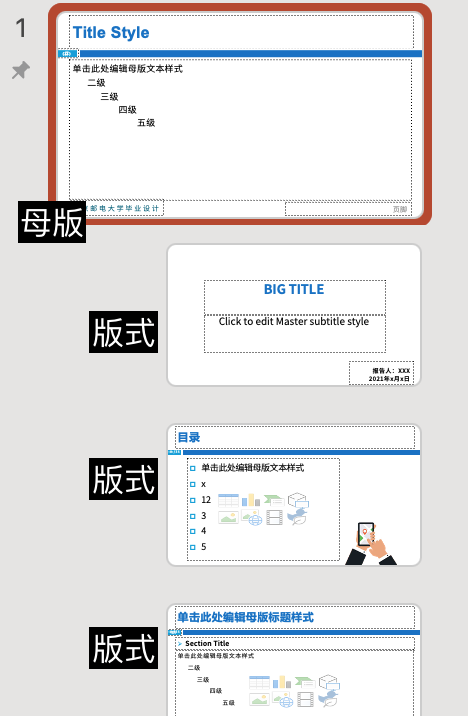 1
Title Style
单击此处编辑母版文本样式
二级
三级
四级
五级
邮电大学毕业设计
页脚
母版
版式
BIG TITLE
Click to edit Master subtitle style
报告人：XXX
2021年x月x日
版式
目录
单击此处编辑母版文本样式
x
12
3
4
5
版式
单击此处编辑母版标题样式
Section Title
单击此处编辑母版文本样式
二级
三级
四级
五级